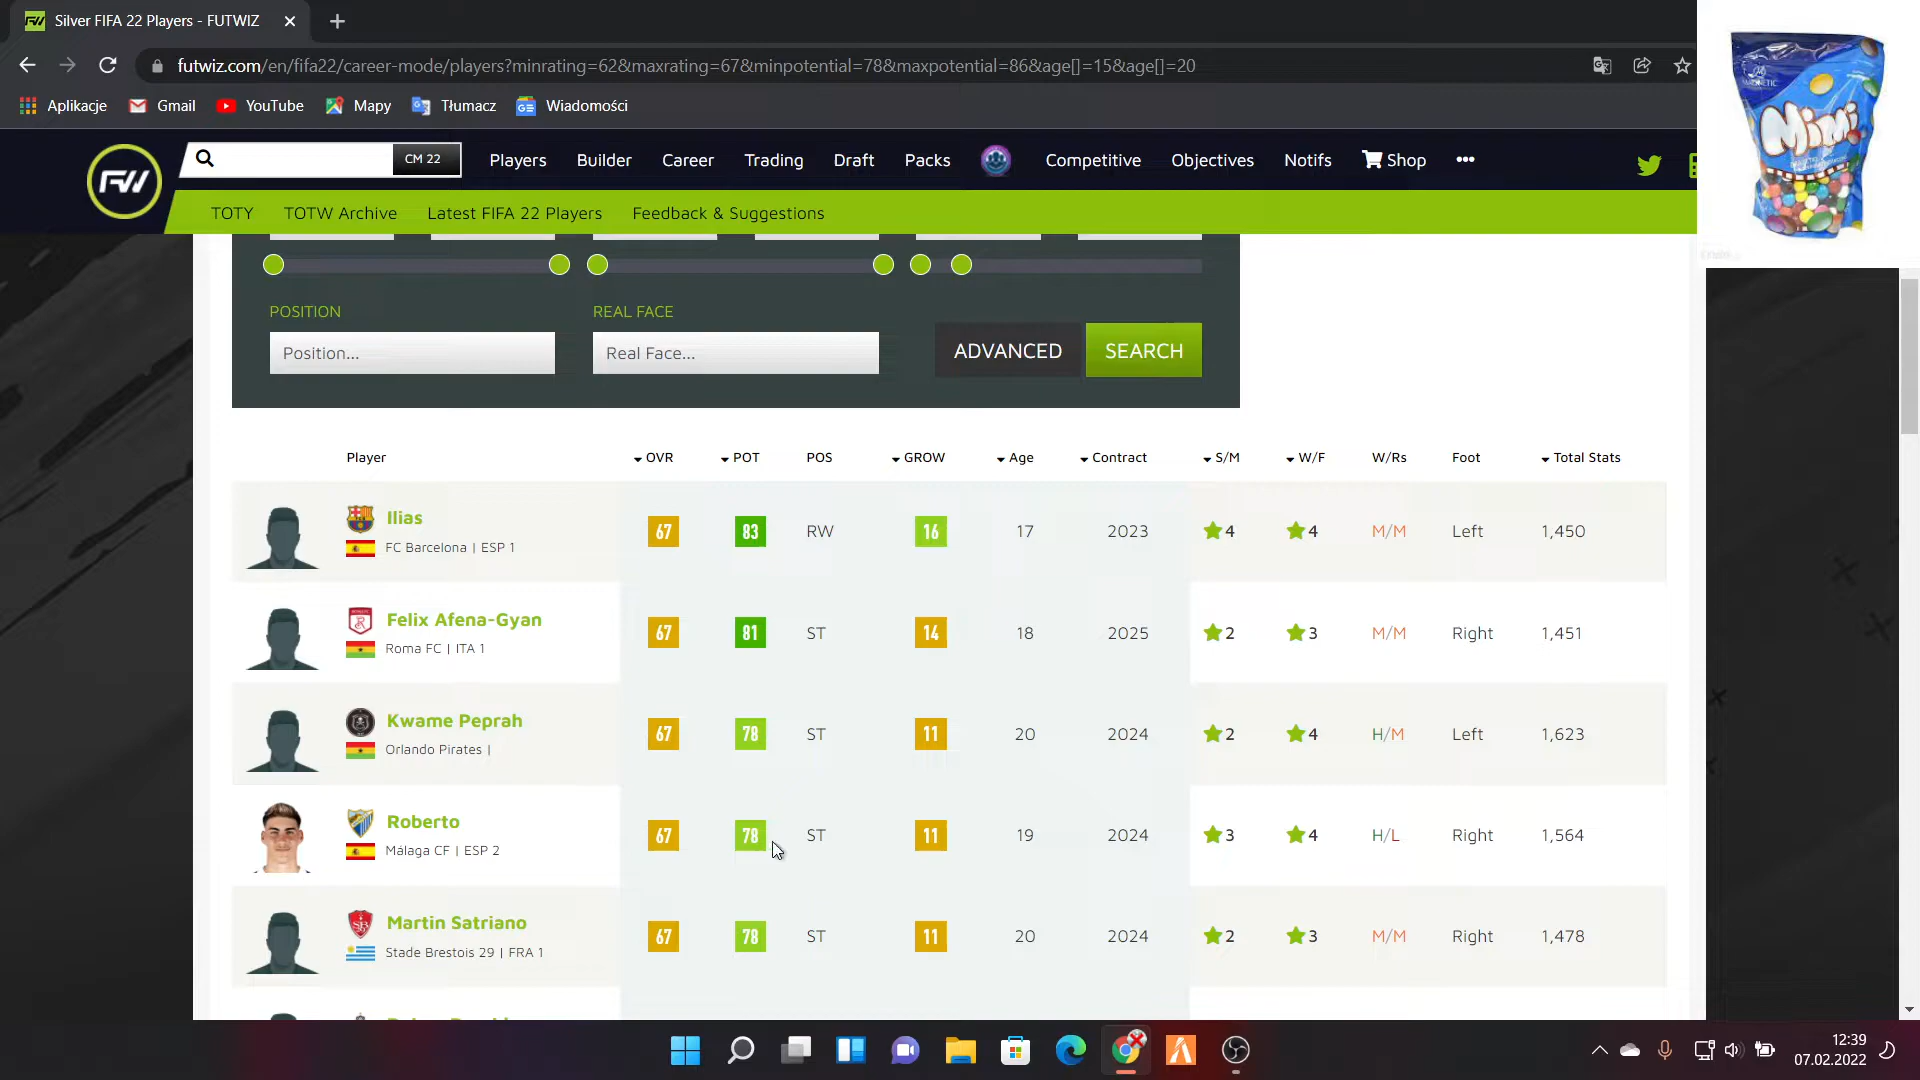 Silver FIFA 22 Players - FUTWIZ
futwiz.com/en/fifa22/career-mode/players?minrating=62&maxrating=67&minpotential=78&maxpotential=86&age[]=15&age[]=20
Aplikacje Gmail YouTube Mapy Tłumacz Wiadomości
FW CM 22 Players Builder Career Trading Draft Packs Competitive Objectives Notifs Shop
TOTY TOTW Archive Latest FIFA 22 Players Feedback & Suggestions
MiMi
POSITION REAL FACE
Position... Real Face... ADVANCED SEARCH
Player OVR POT POS GROW Age Contract S/M W/F W/Rs Foot Total Stats
Ilias
FC Barcelona | ESP 1
67 83 RW 16 17 2023 4 4 M/M Left 1,450
Felix Afena-Gyan
Roma FC | ITA 1
67 81 ST 14 18 2025 2 3 M/M Right 1,451
Kwame Peprah
Orlando Pirates |
67 78 ST 11 20 2024 2 4 H/M Left 1,623
Roberto
Málaga CF | ESP 2
67 78 ST 11 19 2024 3 4 H/L Right 1,564
Martin Satriano
Stade Brestois 29 | FRA 1
67 78 ST 11 20 2024 2 3 M/M Right 1,478
12:39
07.02.2022